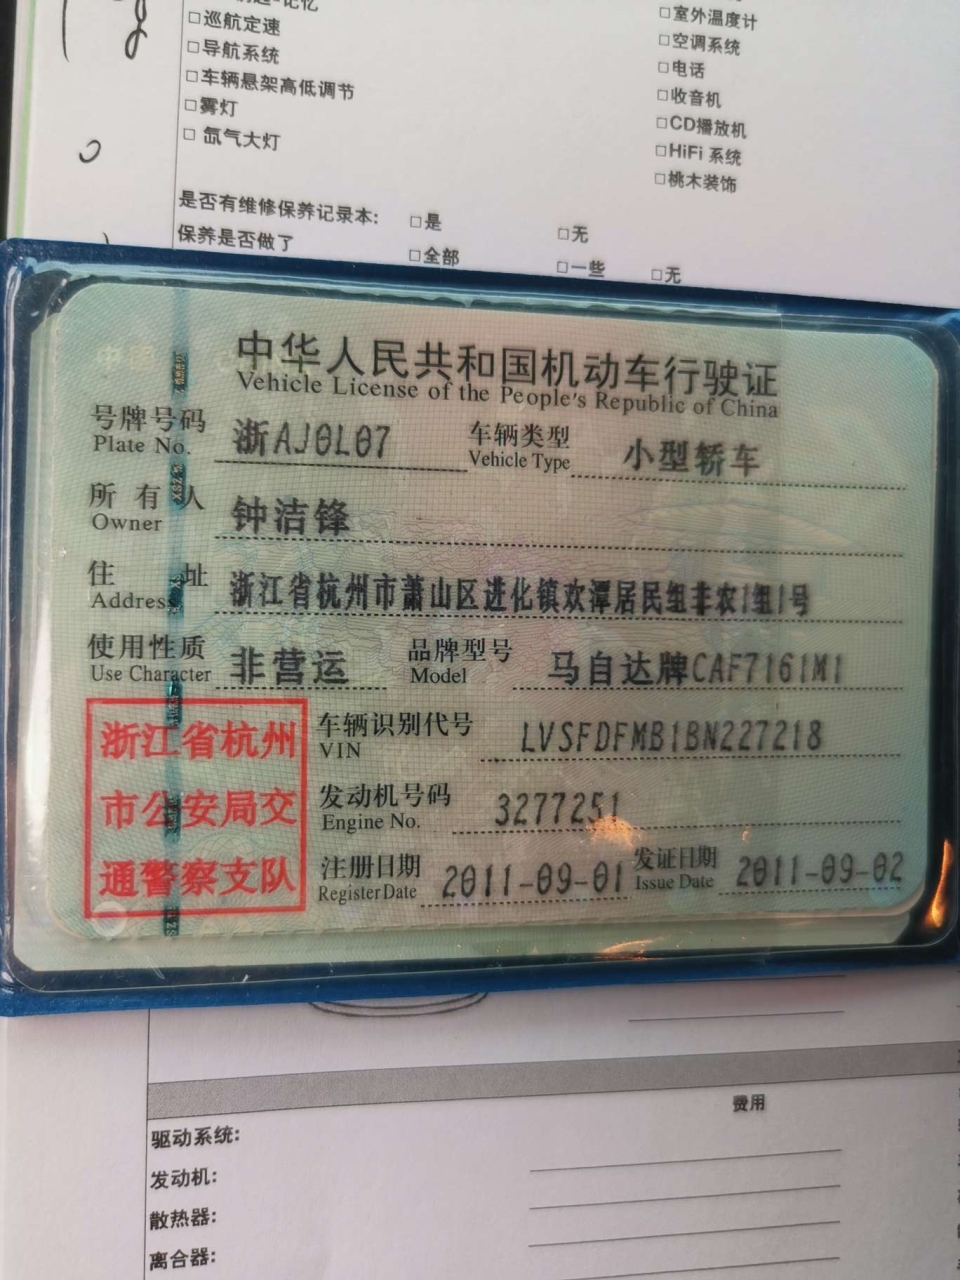 □巡航定速
□导航系统
□车辆悬架高低调节
□雾灯
□ 氙气大灯
□室外温度计
□空调系统
□电话
□收音机
□CD播放机
□HiFi 系统
□桃木装饰
是否有维修保养记录本: □是 □无
保养是否做了 □全部 □一些 □无
中华人民共和国机动车行驶证
Vehicle License of the People's Republic of China
号牌号码 浙AJ0L07 车辆类型 小型轿车
Plate No. Vehicle Type
所有人 钟洁锋
Owner
住址 浙江省杭州市萧山区进化镇欢潭居民组非农1组1号
Address
使用性质 非营运 品牌型号 马自达牌CAF7161M1
Use Character Model
浙江省杭州
市公安局交
通警察支队
车辆识别代号 LVSFDFMB1BN227218
VIN
发动机号码 3277251
Engine No.
注册日期 2011-09-01 发证日期 2011-09-02
Register Date Issue Date
费用
驱动系统:
发动机:
散热器:
离合器: